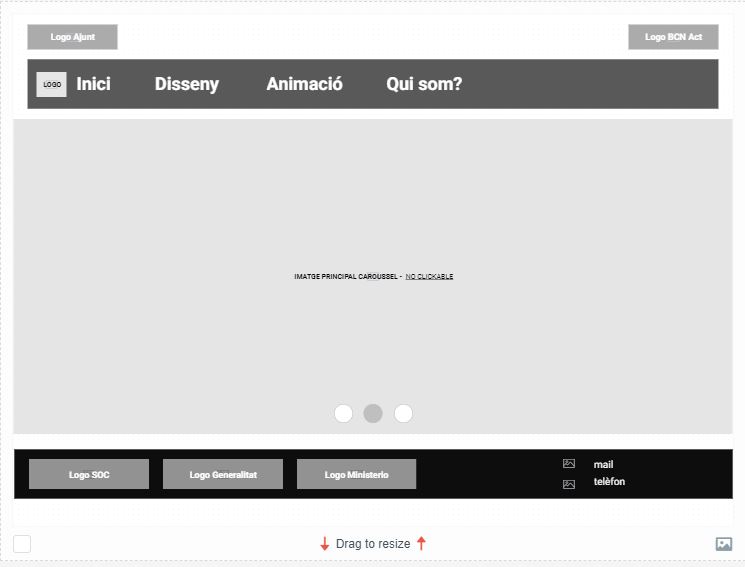 Logo Ajunt
Logo BCN Act
LOGO Inici Disseny Animació Qui som?
IMATGE PRINCIPAL CAROUSSEL - NO CLICKABLE
Logo SOC Logo Generalitat Logo Ministerio
mail
telèfon
Drag to resize